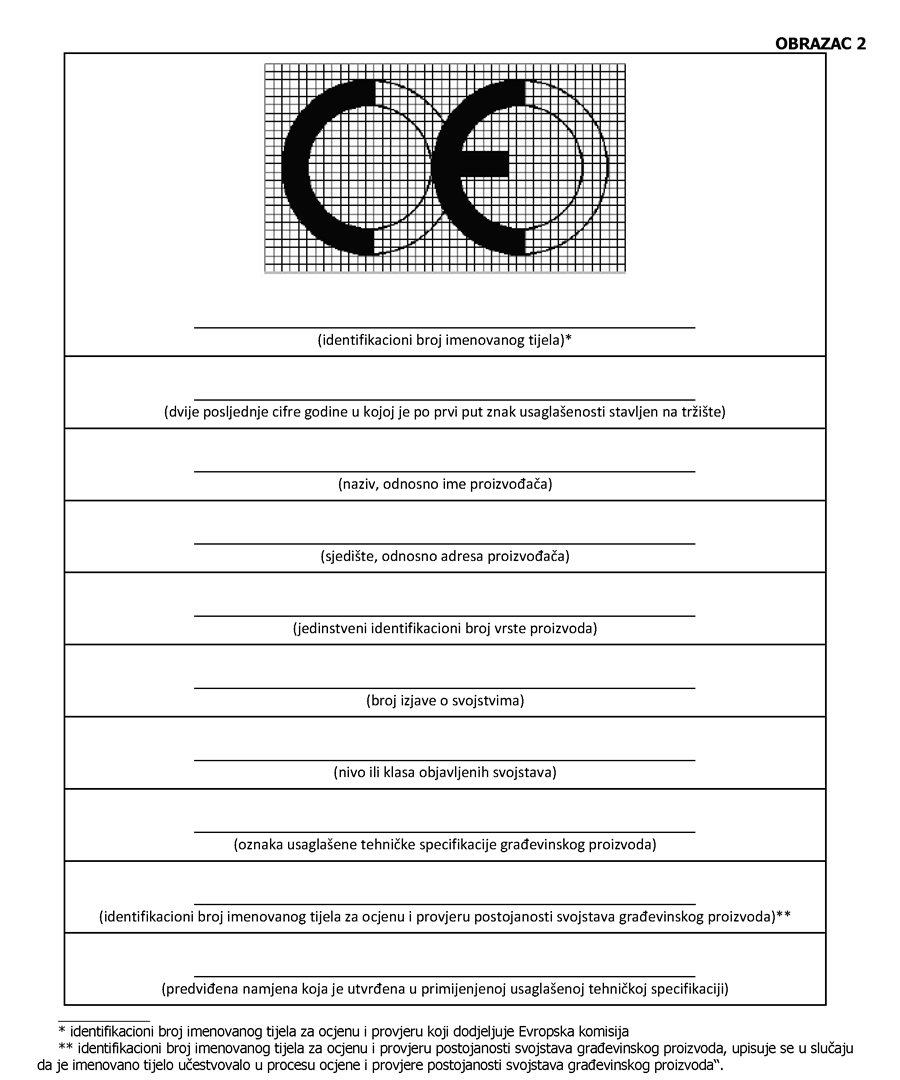 OBRAZAC 2
CE
(identifikacioni broj imenovanog tijela)*
(dvije posljednje cifre godine u kojoj je po prvi put znak usaglašenosti stavljen na tržište)
(naziv, odnosno ime proizvođača)
(sjedište, odnosno adresa proizvođača)
(jedinstveni identifikacioni broj vrste proizvoda)
(broj izjave o svojstvima)
(nivo ili klasa objavljenih svojstava)
(oznaka usaglašene tehničke specifikacije građevinskog proizvoda)
(identifikacioni broj imenovanog tijela za ocjenu i provjeru postojanosti svojstava građevinskog proizvoda)**
(predviđena namjena koja je utvrđena u primijenjenoj usaglašenoj tehničkoj specifikaciji)
* identifikacioni broj imenovanog tijela za ocjenu i provjeru koji dodjeljuje Evropska komisija
** identifikacioni broj imenovanog tijela za ocjenu i provjeru postojanosti svojstava građevinskog proizvoda, upisuje se u slučaju
da je imenovano tijelo učestvovalo u procesu ocjene i provjere postojanosti svojstava građevinskog proizvoda“.